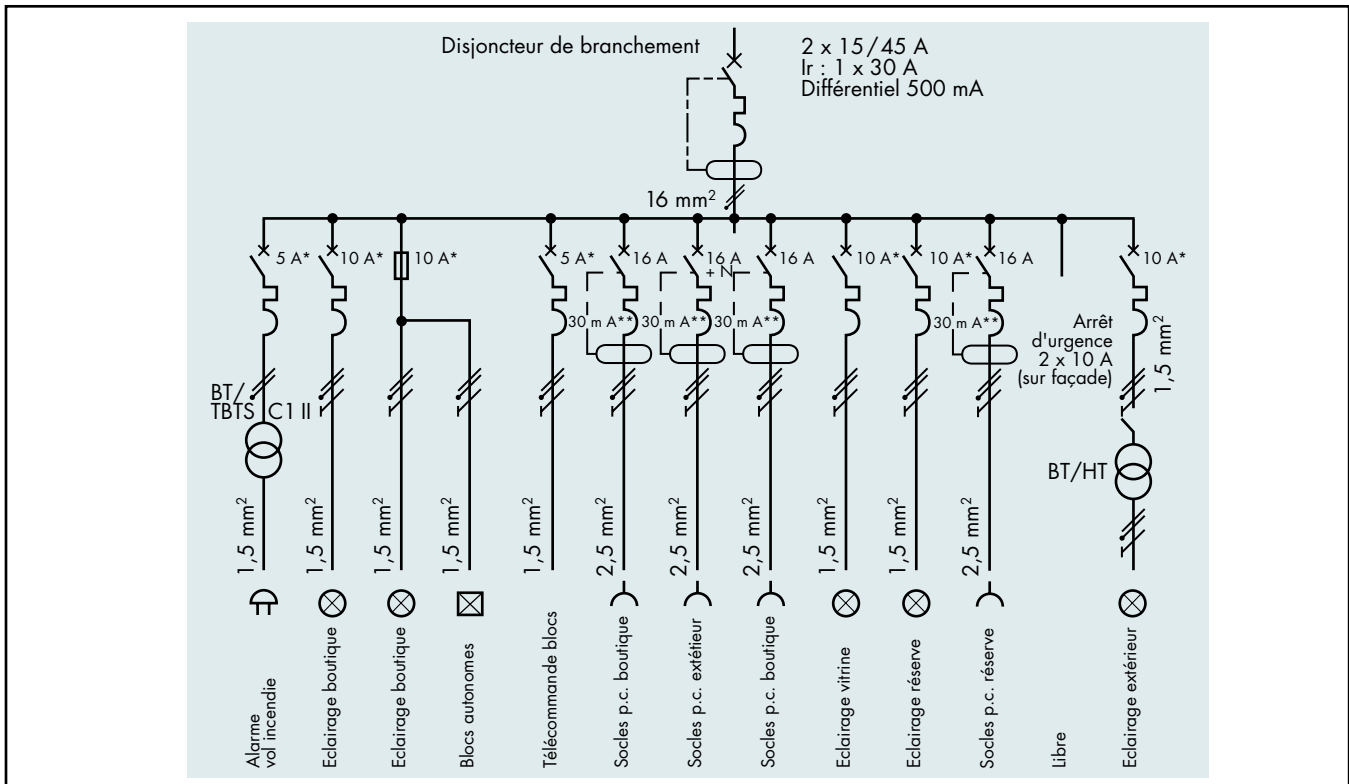 Disjoncteur de branchement
2 x 15/45 A
Ir : 1 x 30 A
Différentiel 500 mA
16 mm²
5 A*
10 A*
10 A*
5 A*
16 A
16 A
+ N
16 A
10 A*
10 A*
16 A
10 A*
30 m A**
30 m A**
30 m A**
30 m A**
Arrêt
d'urgence
2 x 10 A
(sur façade)
1,5 mm²
BT/
TBTS C1 II
BT/HT
1,5 mm²
1,5 mm²
1,5 mm²
1,5 mm²
1,5 mm²
2,5 mm²
2,5 mm²
2,5 mm²
1,5 mm²
1,5 mm²
2,5 mm²
Alarme
vol incendie
Eclairage boutique
Eclairage boutique
Blocs autonomes
Télécommande blocs
Socles p.c. boutique
Socles p.c. extétieur
Socles p.c. boutique
Eclairage vitrine
Eclairage réserve
Socles p.c. réserve
Libre
Eclairage extérieur